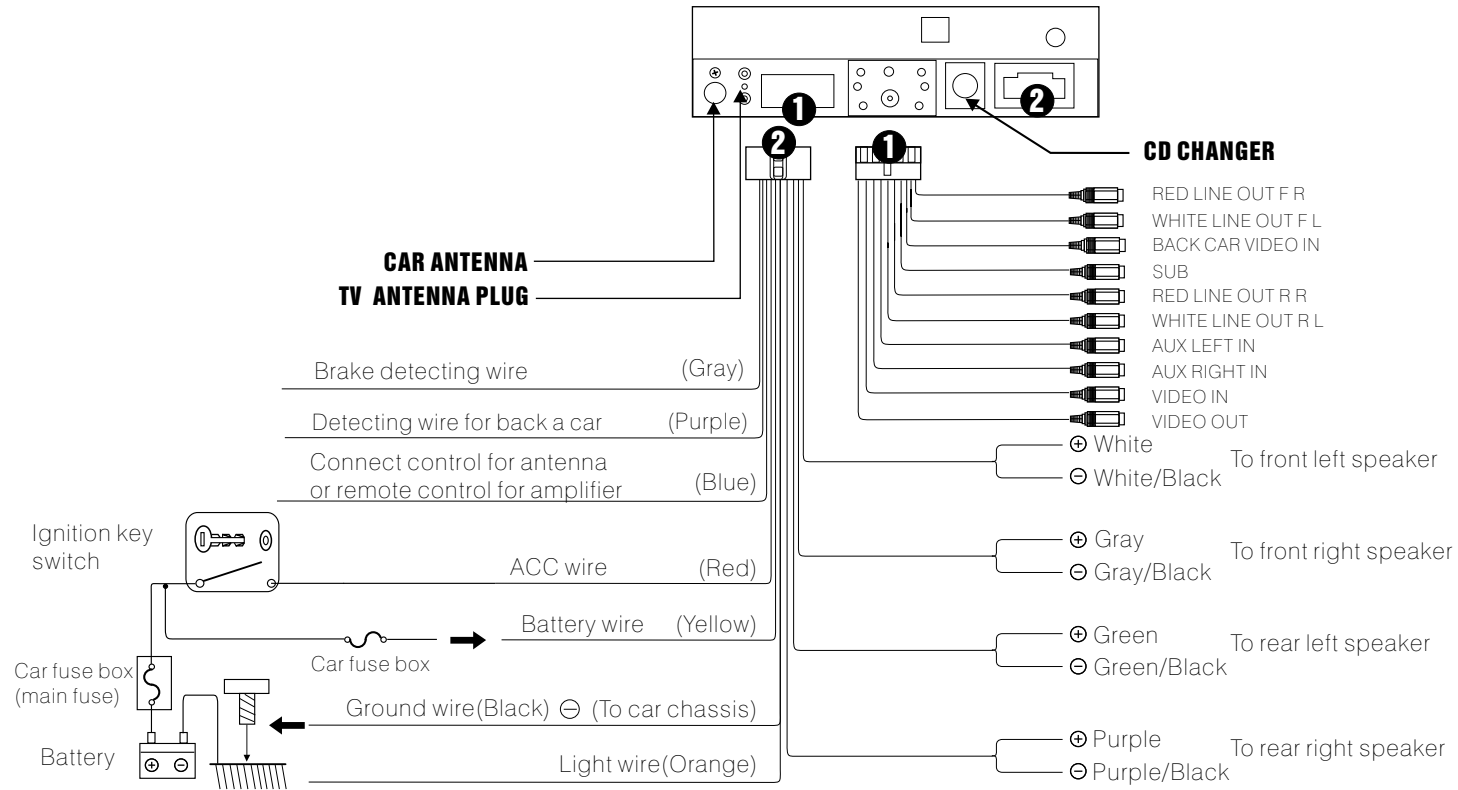 1
2
2
1
CD CHANGER
RED LINE OUT F R
WHITE LINE OUT F L
BACK CAR VIDEO IN
SUB
RED LINE OUT R R
WHITE LINE OUT R L
AUX LEFT IN
AUX RIGHT IN
VIDEO IN
VIDEO OUT
CAR ANTENNA
TV ANTENNA PLUG
Brake detecting wire (Gray)
Detecting wire for back a car (Purple)
Connect control for antenna
or remote control for amplifier (Blue)
Ignition key
switch
ACC wire (Red)
Battery wire (Yellow)
Car fuse box
Car fuse box
(main fuse)
Ground wire(Black) ⊖ (To car chassis)
Battery
⊕ ⊖
Light wire(Orange)
⊕ White
⊖ White/Black
To front left speaker
⊕ Gray
⊖ Gray/Black
To front right speaker
⊕ Green
⊖ Green/Black
To rear left speaker
⊕ Purple
⊖ Purple/Black
To rear right speaker